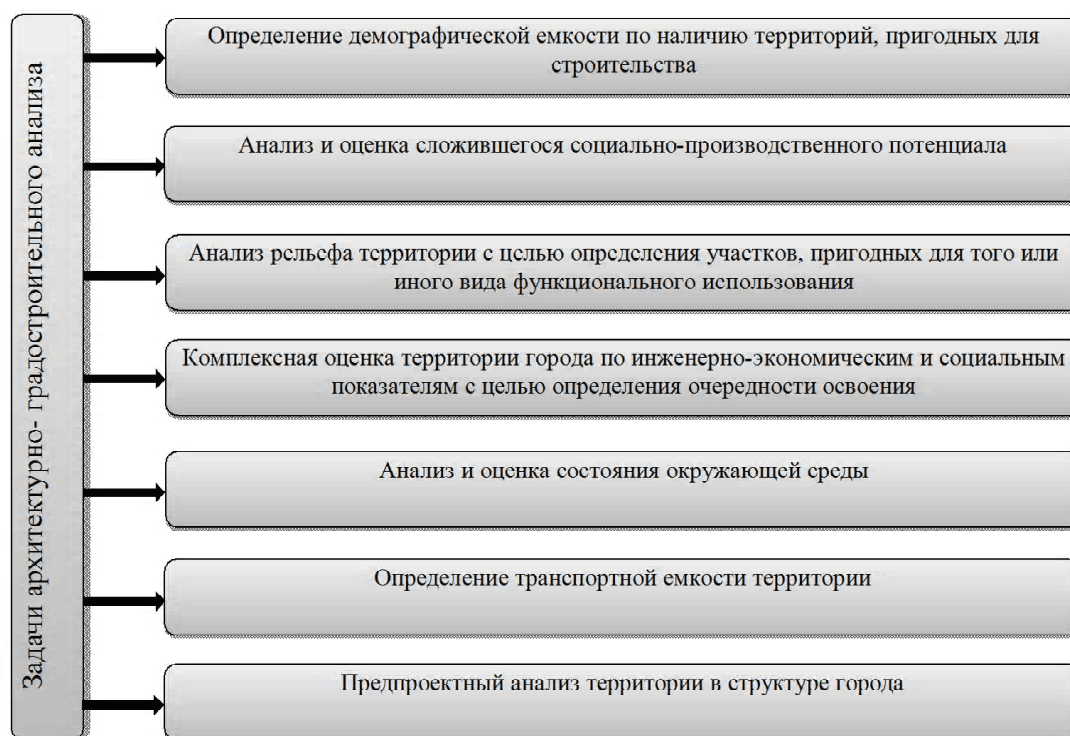 Задачи архитектурно- градостроительного анализа
Определение демографической емкости по наличию территорий, пригодных для
строительства
Анализ и оценка сложившегося социально-производственного потенциала
Анализ рельефа территории с целью определения участков, пригодных для того или
иного вида функционального использования
Комплексная оценка территории города по инженерно-экономическим и социальным
показателям с целью определения очередности освоения
Анализ и оценка состояния окружающей среды
Определение транспортной емкости территории
Предпроектный анализ территории в структуре города